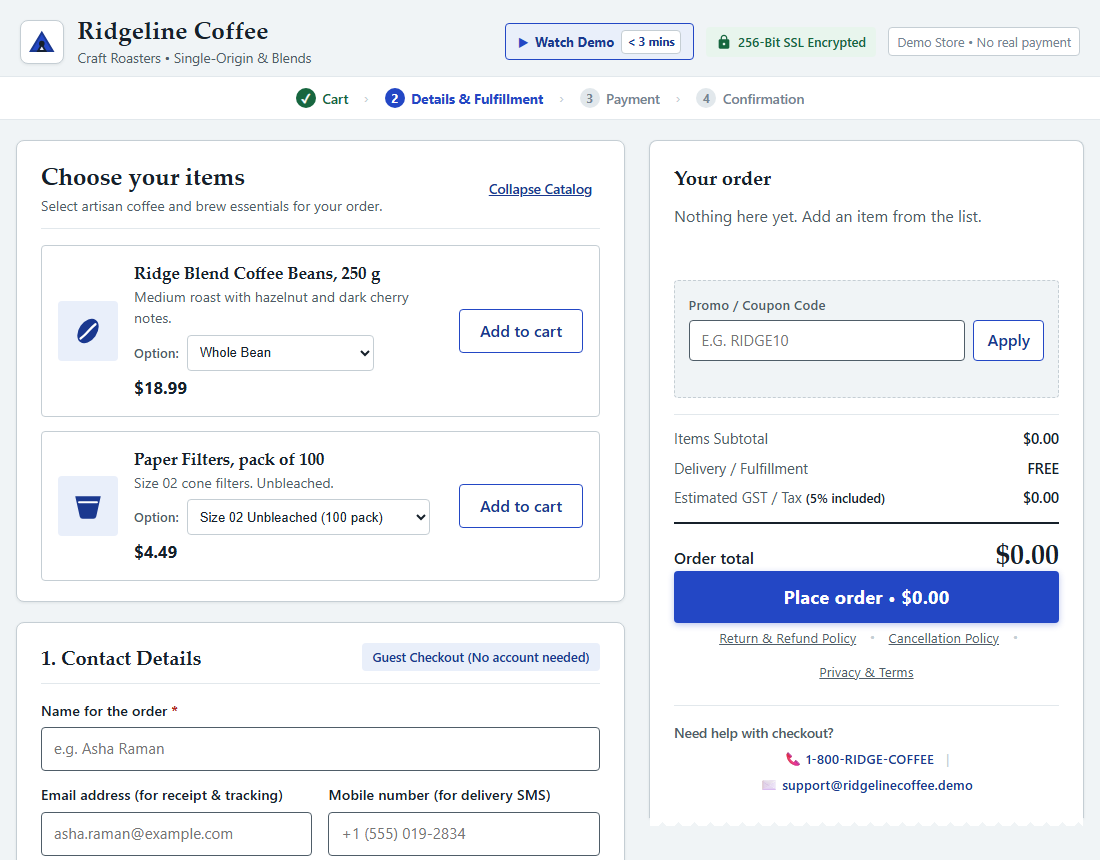 Ridgeline Coffee
Craft Roasters • Single-Origin & Blends
▶ Watch Demo < 3 mins
256-Bit SSL Encrypted
Demo Store • No real payment
✓ Cart › 2 Details & Fulfillment › 3 Payment › 4 Confirmation
Choose your items
Select artisan coffee and brew essentials for your order.
Collapse Catalog
Ridge Blend Coffee Beans, 250 g
Medium roast with hazelnut and dark cherry
notes.
Option: Whole Bean
$18.99
Add to cart
Paper Filters, pack of 100
Size 02 cone filters. Unbleached.
Option: Size 02 Unbleached (100 pack)
$4.49
Add to cart
1. Contact Details
Guest Checkout (No account needed)
Name for the order *
e.g. Asha Raman
Email address (for receipt & tracking)
asha.raman@example.com
Mobile number (for delivery SMS)
+1 (555) 019-2834
Your order
Nothing here yet. Add an item from the list.
Promo / Coupon Code
E.G. RIDGE10
Apply
Items Subtotal $0.00
Delivery / Fulfillment FREE
Estimated GST / Tax (5% included) $0.00
Order total $0.00
Place order • $0.00
Return & Refund Policy • Cancellation Policy •
Privacy & Terms
Need help with checkout?
📞 1-800-RIDGE-COFFEE |
✉ support@ridgelinecoffee.demo